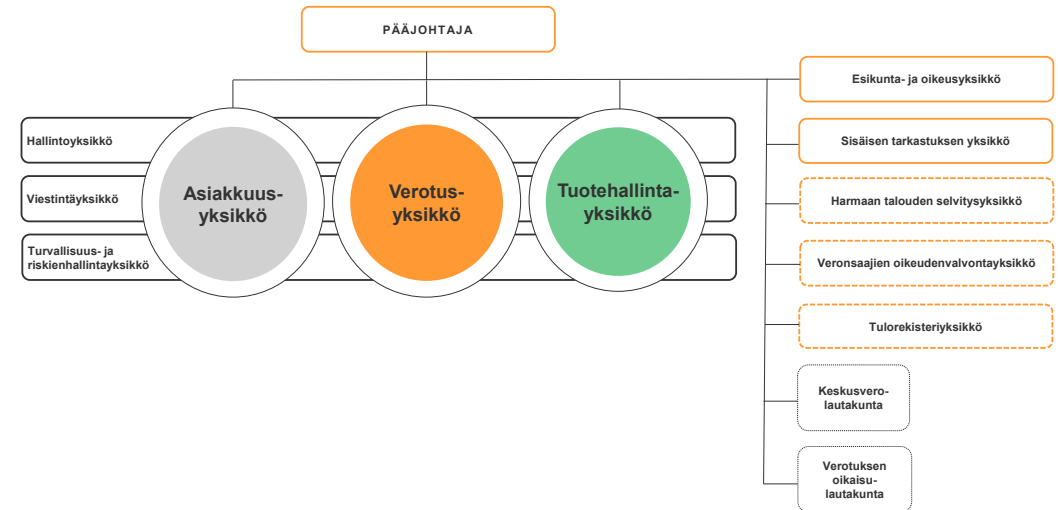 PÄÄJOHTAJA
Hallintoyksikkö
Viestintäyksikkö
Turvallisuus- ja
riskienhallintayksikkö
Asiakkuus-
yksikkö
Verotus-
yksikkö
Tuotehallinta-
yksikkö
Esikunta- ja oikeusyksikkö
Sisäisen tarkastuksen yksikkö
Harmaan talouden selvitysyksikkö
Veronsaajien oikeudenvalvontayksikkö
Tulorekisteriyksikkö
Keskusvero-
lautakunta
Verotuksen
oikaisu-
lautakunta